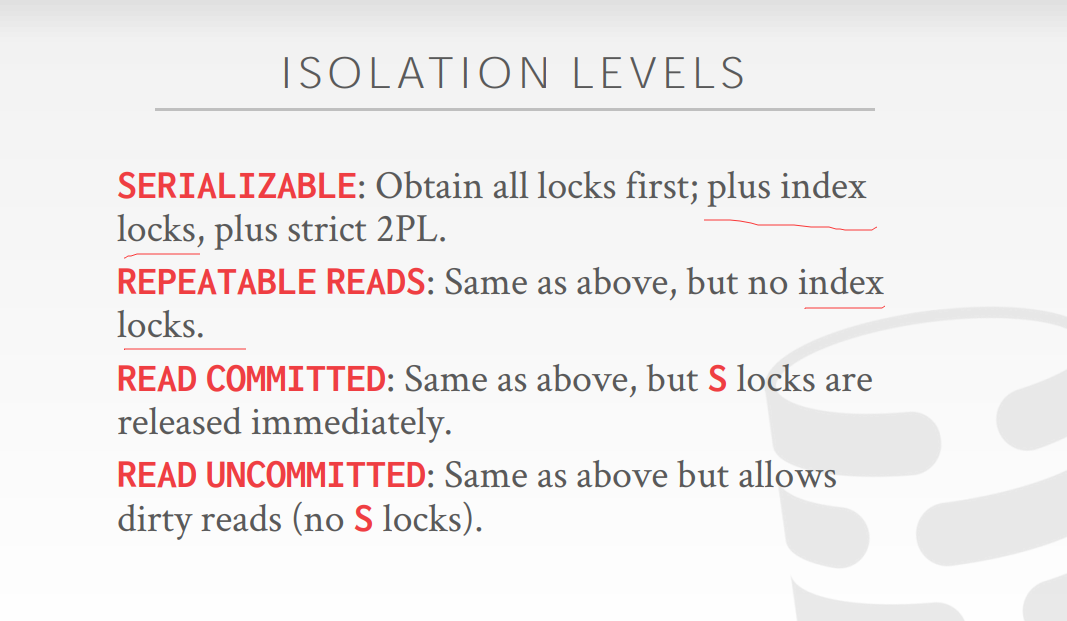 ISOLATION LEVELS
SERIALIZABLE: Obtain all locks first; plus index
locks, plus strict 2PL.
REPEATABLE READS: Same as above, but no index
locks.
READ COMMITTED: Same as above, but S locks are
released immediately.
READ UNCOMMITTED: Same as above but allows
dirty reads (no S locks).